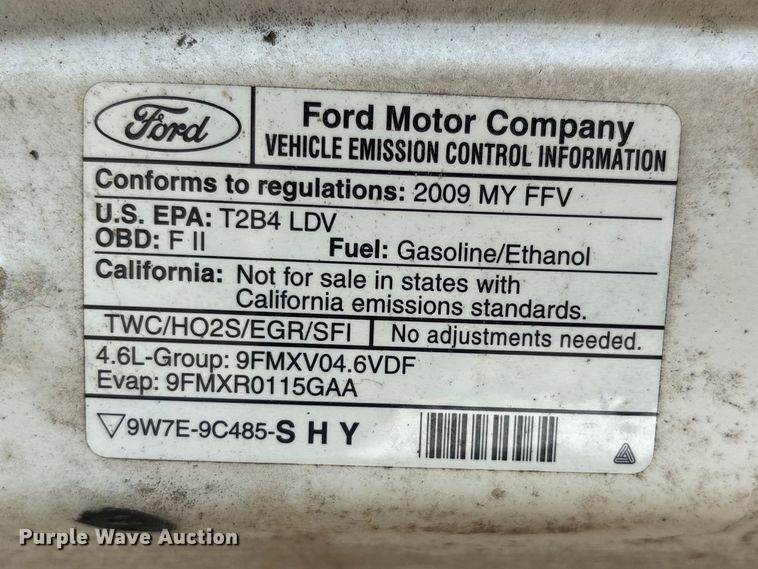 Ford
Ford Motor Company
VEHICLE EMISSION CONTROL INFORMATION
Conforms to regulations: 2009 MY FFV
U.S. EPA: T2B4 LDV
OBD: F II Fuel: Gasoline/Ethanol
California: Not for sale in states with
California emissions standards.
TWC/HO2S/EGR/SFI No adjustments needed.
4.6L-Group: 9FMXV04.6VDF
Evap: 9FMXR0115GAA
9W7E-9C485-S H Y
Purple Wave Auction